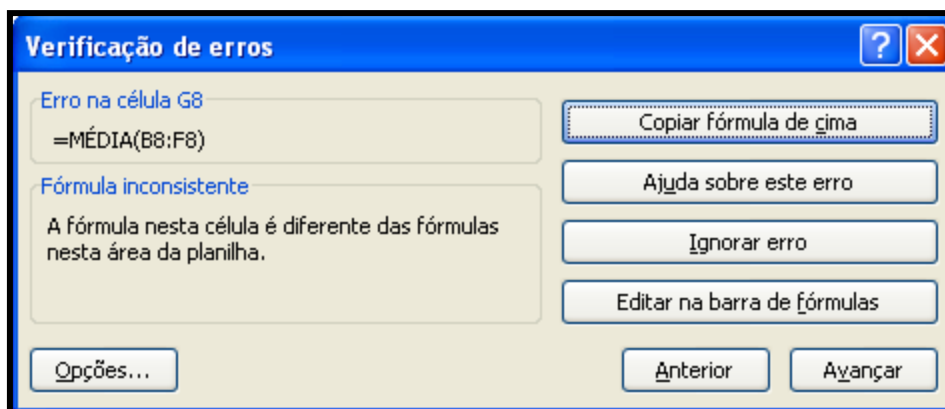 Verificação de erros
Erro na célula G8
=MÉDIA(B8:F8)
Fórmula inconsistente
A fórmula nesta célula é diferente das fórmulas
nesta área da planilha.
Copiar fórmula de cima
Ajuda sobre este erro
Ignorar erro
Editar na barra de fórmulas
Opções...
Anterior
Avançar